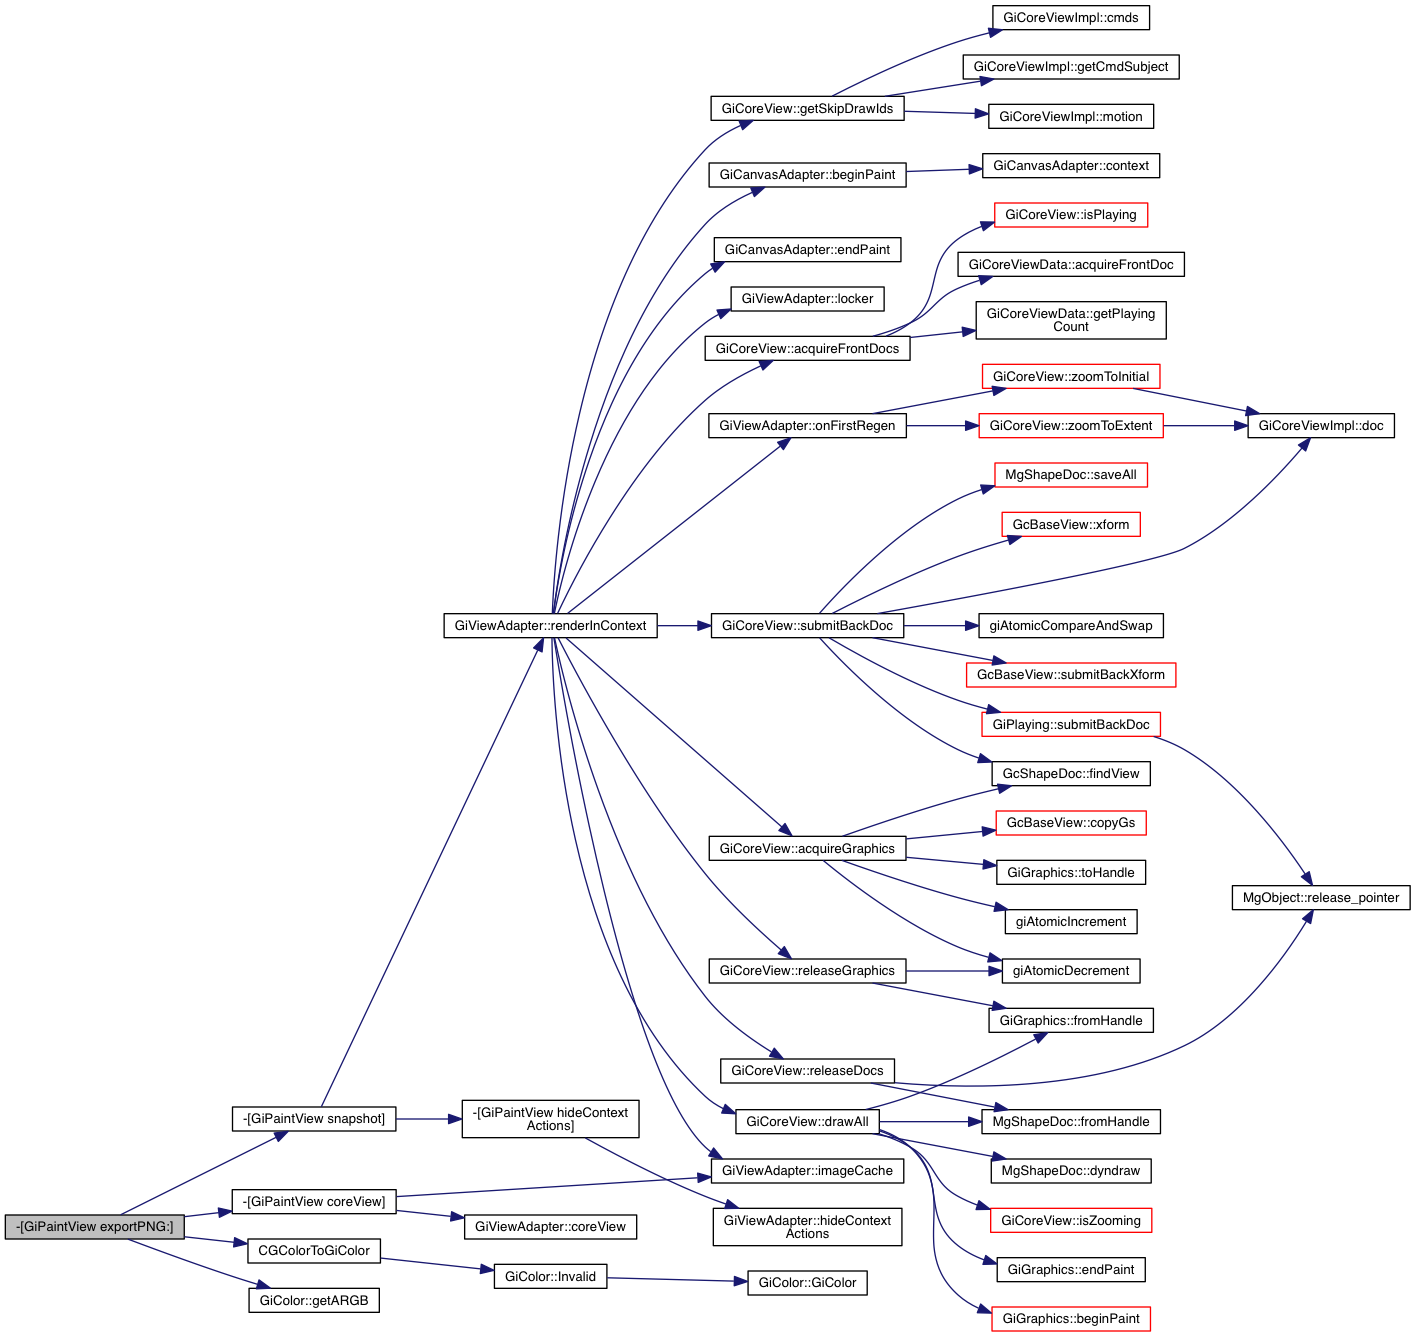 GiCoreViewImpl::cmds
GiCoreViewImpl::getCmdSubject
GiCoreView::getSkipDrawIds
GiCoreViewImpl::motion
GiCanvasAdapter::beginPaint
GiCanvasAdapter::context
GiCoreView::isPlaying
GiCanvasAdapter::endPaint
GiCoreViewData::acquireFrontDoc
GiViewAdapter::locker
GiCoreViewData::getPlaying
Count
GiCoreView::acquireFrontDocs
GiCoreView::zoomToInitial
GiViewAdapter::onFirstRegen
GiCoreView::zoomToExtent
GiCoreViewImpl::doc
MgShapeDoc::saveAll
GcBaseView::xform
GiViewAdapter::renderInContext
GiCoreView::submitBackDoc
giAtomicCompareAndSwap
GcBaseView::submitBackXform
GiPlaying::submitBackDoc
GcShapeDoc::findView
GcBaseView::copyGs
GiCoreView::acquireGraphics
GiGraphics::toHandle
MgObject::release_pointer
giAtomicIncrement
GiCoreView::releaseGraphics
giAtomicDecrement
GiGraphics::fromHandle
GiCoreView::releaseDocs
-[GiPaintView snapshot]
-[GiPaintView hideContext
Actions]
GiCoreView::drawAll
MgShapeDoc::fromHandle
GiViewAdapter::imageCache
MgShapeDoc::dyndraw
-[GiPaintView coreView]
-[GiPaintView exportPNG:]
GiViewAdapter::coreView
GiViewAdapter::hideContext
Actions
GiCoreView::isZooming
CGColorToGiColor
GiColor::Invalid
GiColor::GiColor
GiGraphics::endPaint
GiColor::getARGB
GiGraphics::beginPaint